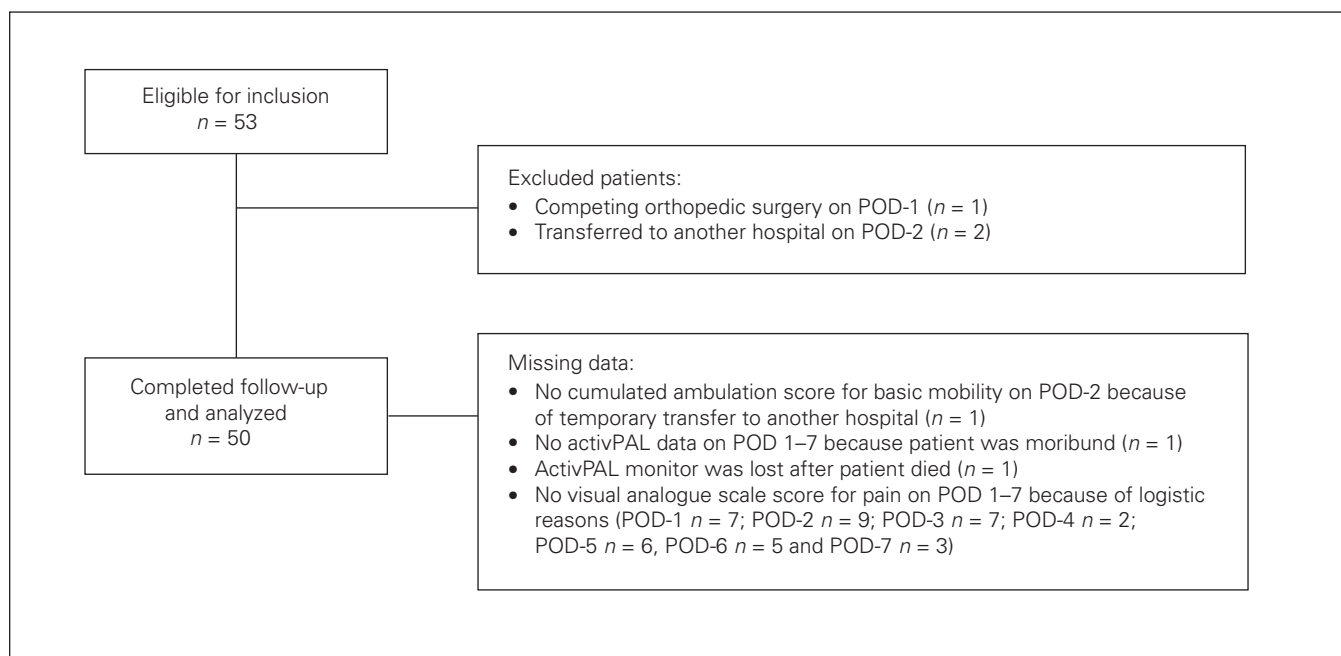 Eligible for inclusion
n = 53
Excluded patients:
• Competing orthopedic surgery on POD-1 (n = 1)
• Transferred to another hospital on POD-2 (n = 2)
Completed follow-up
and analyzed
n = 50
Missing data:
• No cumulated ambulation score for basic mobility on POD-2 because
of temporary transfer to another hospital (n = 1)
• No activPAL data on POD 1–7 because patient was moribund (n = 1)
• ActivPAL monitor was lost after patient died (n = 1)
• No visual analogue scale score for pain on POD 1–7 because of logistic
reasons (POD-1 n = 7; POD-2 n = 9; POD-3 n = 7; POD-4 n = 2;
POD-5 n = 6, POD-6 n = 5 and POD-7 n = 3)